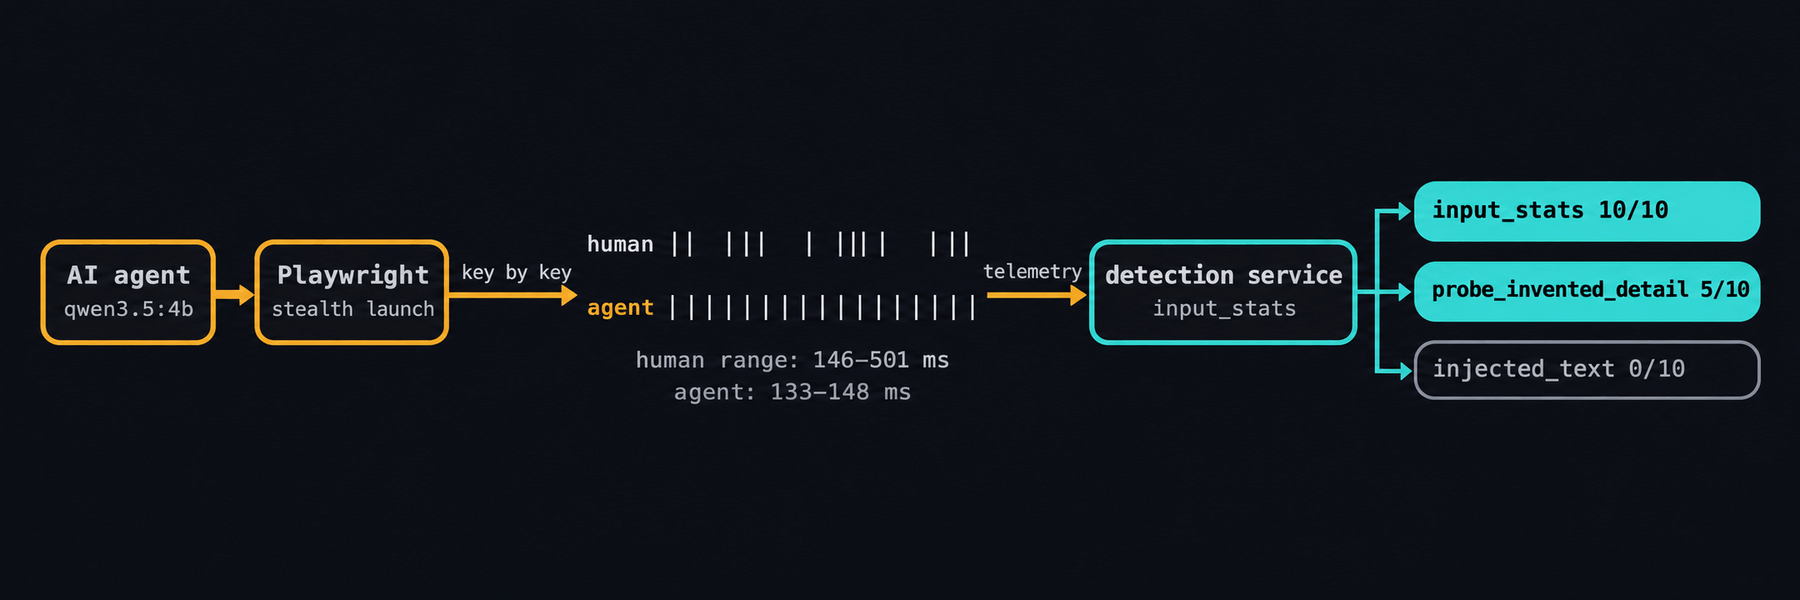 AI agent
qwen3.5:4b
Playwright
stealth launch
key by key
human
agent
human range: 146–501 ms
agent: 133–148 ms
telemetry
detection service
input_stats
input_stats 10/10
probe_invented_detail 5/10
injected_text 0/10